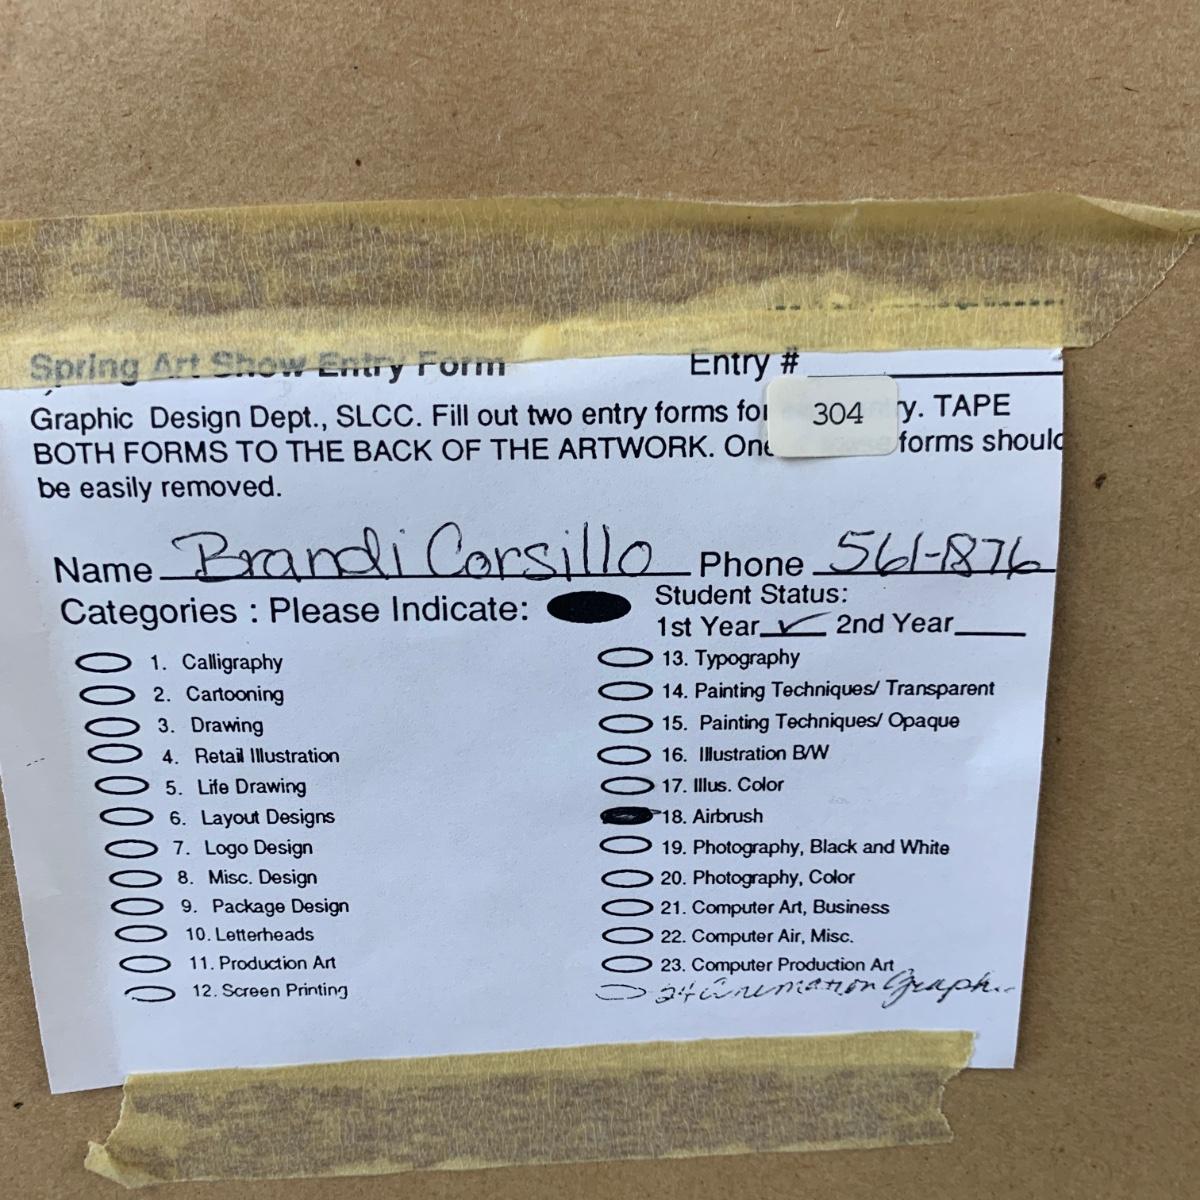 Spring Art Show Entry Form Entry #
Graphic Design Dept., SLCC. Fill out two entry forms for 304 y. TAPE
BOTH FORMS TO THE BACK OF THE ARTWORK. One forms should
be easily removed.
Name Brandi Corsillo Phone 561-1876
Categories : Please Indicate: Student Status:
1st Year ✓ 2nd Year
1. Calligraphy
2. Cartooning
3. Drawing
4. Retail Illustration
5. Life Drawing
6. Layout Designs
7. Logo Design
8. Misc. Design
9. Package Design
10. Letterheads
11. Production Art
12. Screen Printing
13. Typography
14. Painting Techniques/ Transparent
15. Painting Techniques/ Opaque
16. Illustration B/W
17. Illus. Color
18. Airbrush
19. Photography, Black and White
20. Photography, Color
21. Computer Art, Business
22. Computer Air, Misc.
23. Computer Production Art
24